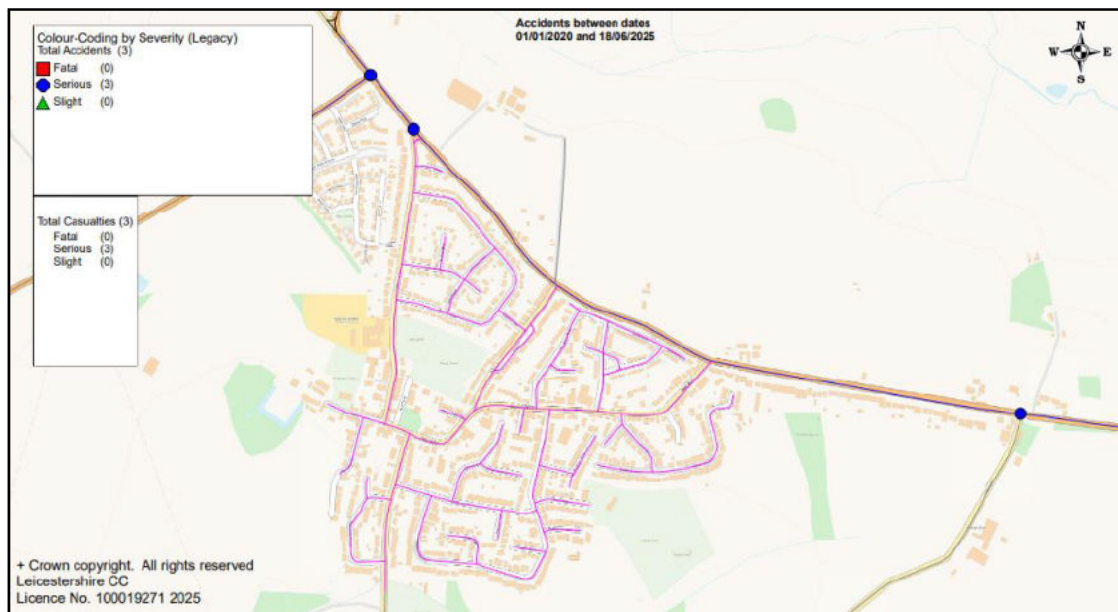 Accidents between dates
01/01/2020 and 18/06/2025
Colour-Coding by Severity (Legacy)
Total Accidents (3)
Fatal (0)
Serious (3)
Slight (0)
Total Casualties (3)
Fatal (0)
Serious (3)
Slight (0)
N
W E
S
+ Crown copyright. All rights reserved
Leicestershire CC
Licence No. 100019271 2025